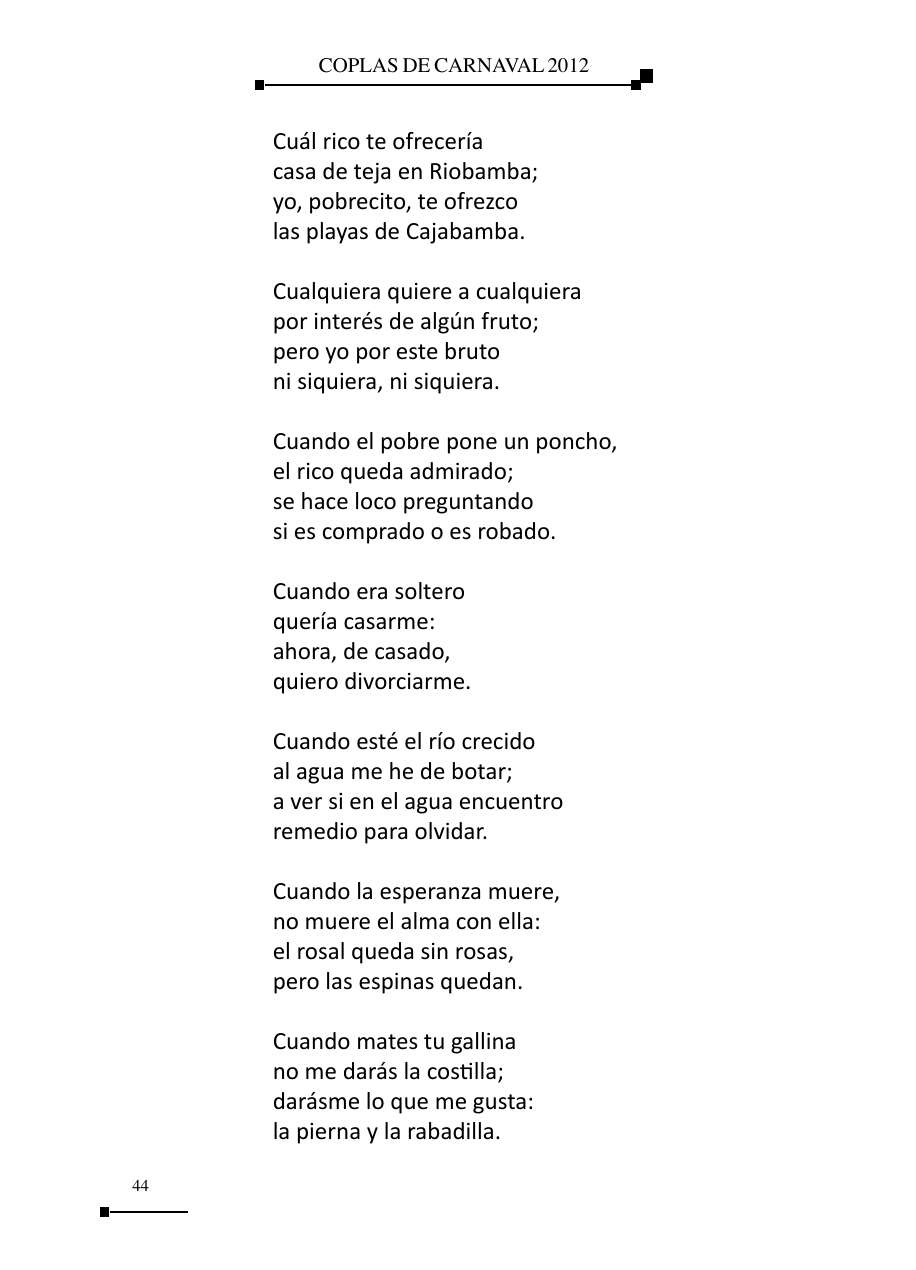 COPLAS DE CARNAVAL 2012
Cuál rico te ofrecería
casa de teja en Riobamba;
yo, pobrecito, te ofrezco
las playas de Cajabamba.
Cualquiera quiere a cualquiera
por interés de algún fruto;
pero yo por este bruto
ni siquiera, ni siquiera.
Cuando el pobre pone un poncho,
el rico queda admirado;
se hace loco preguntando
si es comprado o es robado.
Cuando era soltero
quería casarme:
ahora, de casado,
quiero divorciarme.
Cuando esté el río crecido
al agua me he de botar;
a ver si en el agua encuentro
remedio para olvidar.
Cuando la esperanza muere,
no muere el alma con ella:
el rosal queda sin rosas,
pero las espinas quedan.
Cuando mates tu gallina
no me darás la costilla;
darásme lo que me gusta:
la pierna y la rabadilla.
44